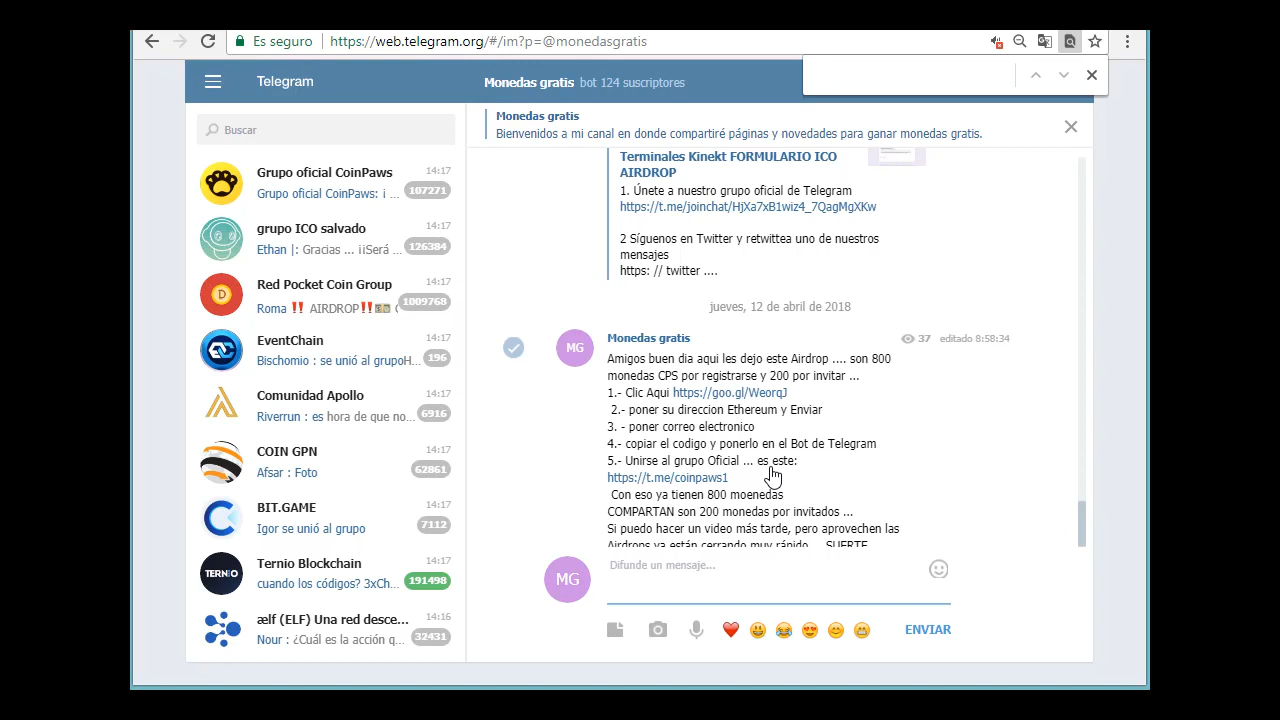 Es seguro
https://web.telegram.org/#/im?p=@monedasgratis
Telegram
Monedas gratis bot 124 suscriptores
Buscar
Grupo oficial CoinPaws 14:17
Grupo oficial CoinPaws: ¡ ... 107271
grupo ICO salvado 14:17
Ethan |: Gracias ... ¡¡Será ... 126384
Red Pocket Coin Group 14:17
Roma ‼️ AIRDROP‼️ 1009768
EventChain 14:17
Bischomio : se unió al grupoH... 196
Comunidad Apollo 14:17
Riverrun : es hora de que no... 6916
COIN GPN 14:17
Afsar : Foto 62861
BIT.GAME 14:17
Igor se unió al grupo 7112
Ternio Blockchain 14:17
cuando los códigos? 3xCh... 191498
TERNiO
ælf (ELF) Una red desce... 14:16
Nour : ¿Cuál es la acción q... 32431
Monedas gratis
Bienvenidos a mi canal en donde compartiré páginas y novedades para ganar monedas gratis.
Terminales Kinekt FORMULARIO ICO
AIRDROP
1. Únete a nuestro grupo oficial de Telegram
https://t.me/joinchat/HjXa7xB1wiz4_7QagMgXKw
2 Síguenos en Twitter y retwittea uno de nuestros
mensajes
https: // twitter ....
jueves, 12 de abril de 2018
MG
Monedas gratis 37 editado 8:58:34
Amigos buen dia aqui les dejo este Airdrop .... son 800
monedas CPS por registrarse y 200 por invitar ...
1.- Clic Aqui https://goo.gl/WeorqJ
2.- poner su direccion Ethereum y Enviar
3. - poner correo electronico
4.- copiar el codigo y ponerlo en el Bot de Telegram
5.- Unirse al grupo Oficial ... es este:
https://t.me/coinpaws1
Con eso ya tienen 800 moenedas
COMPARTAN son 200 monedas por invitados ...
Si puedo hacer un video más tarde, pero aprovechen las
Airdrops ya están cerrando muy rápido... SUERTE
MG
Difunde un mensaje...
ENVIAR